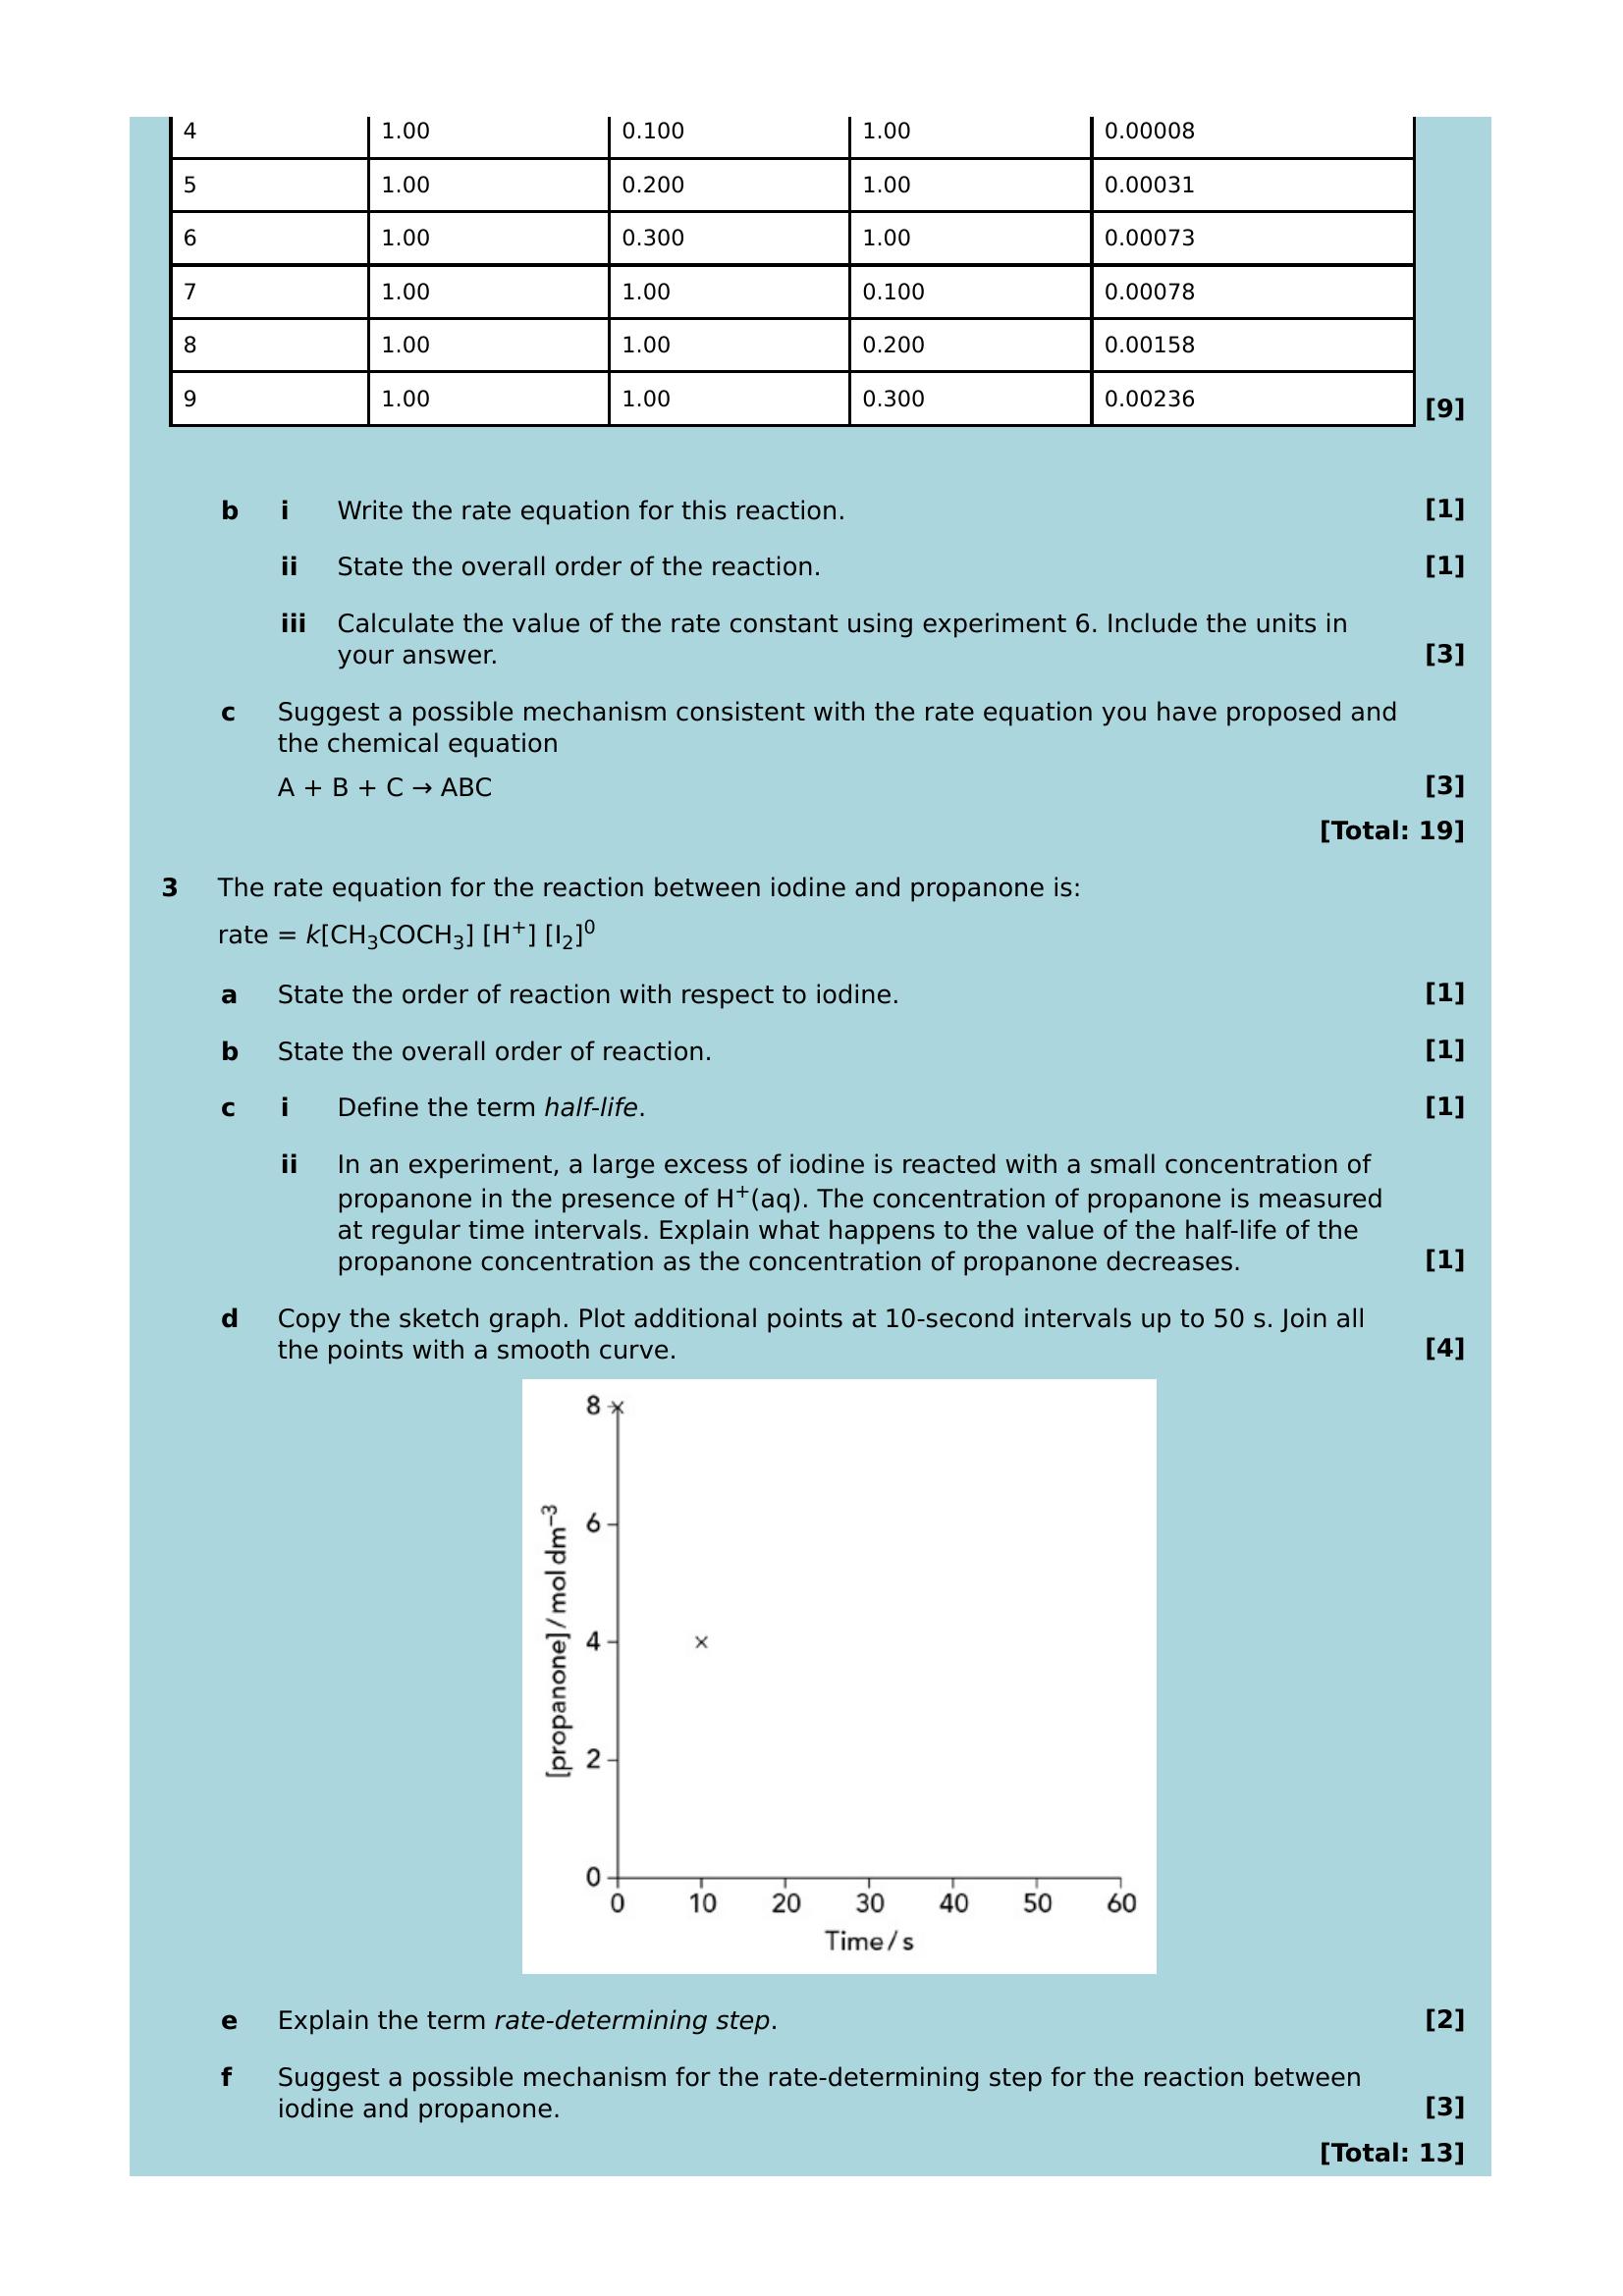 4 1.00 0.100 1.00 0.00008
5 1.00 0.200 1.00 0.00031
6 1.00 0.300 1.00 0.00073
7 1.00 1.00 0.100 0.00078
8 1.00 1.00 0.200 0.00158
9 1.00 1.00 0.300 0.00236 [9]
b i Write the rate equation for this reaction. [1]
ii State the overall order of the reaction. [1]
iii Calculate the value of the rate constant using experiment 6. Include the units in
your answer. [3]
c Suggest a possible mechanism consistent with the rate equation you have proposed and
the chemical equation
A + B + C → ABC [3]
[Total: 19]
3 The rate equation for the reaction between iodine and propanone is:
rate = k[CH₃COCH₃] [H⁺] [I₂]⁰
a State the order of reaction with respect to iodine. [1]
b State the overall order of reaction. [1]
c i Define the term half-life. [1]
ii In an experiment, a large excess of iodine is reacted with a small concentration of
propanone in the presence of H⁺(aq). The concentration of propanone is measured
at regular time intervals. Explain what happens to the value of the half-life of the
propanone concentration as the concentration of propanone decreases. [1]
d Copy the sketch graph. Plot additional points at 10-second intervals up to 50 s. Join all
the points with a smooth curve. [4]
[propanone]/mol dm⁻³
8
6
4
2
0
0 10 20 30 40 50 60
Time/s
e Explain the term rate-determining step. [2]
f Suggest a possible mechanism for the rate-determining step for the reaction between
iodine and propanone. [3]
[Total: 13]